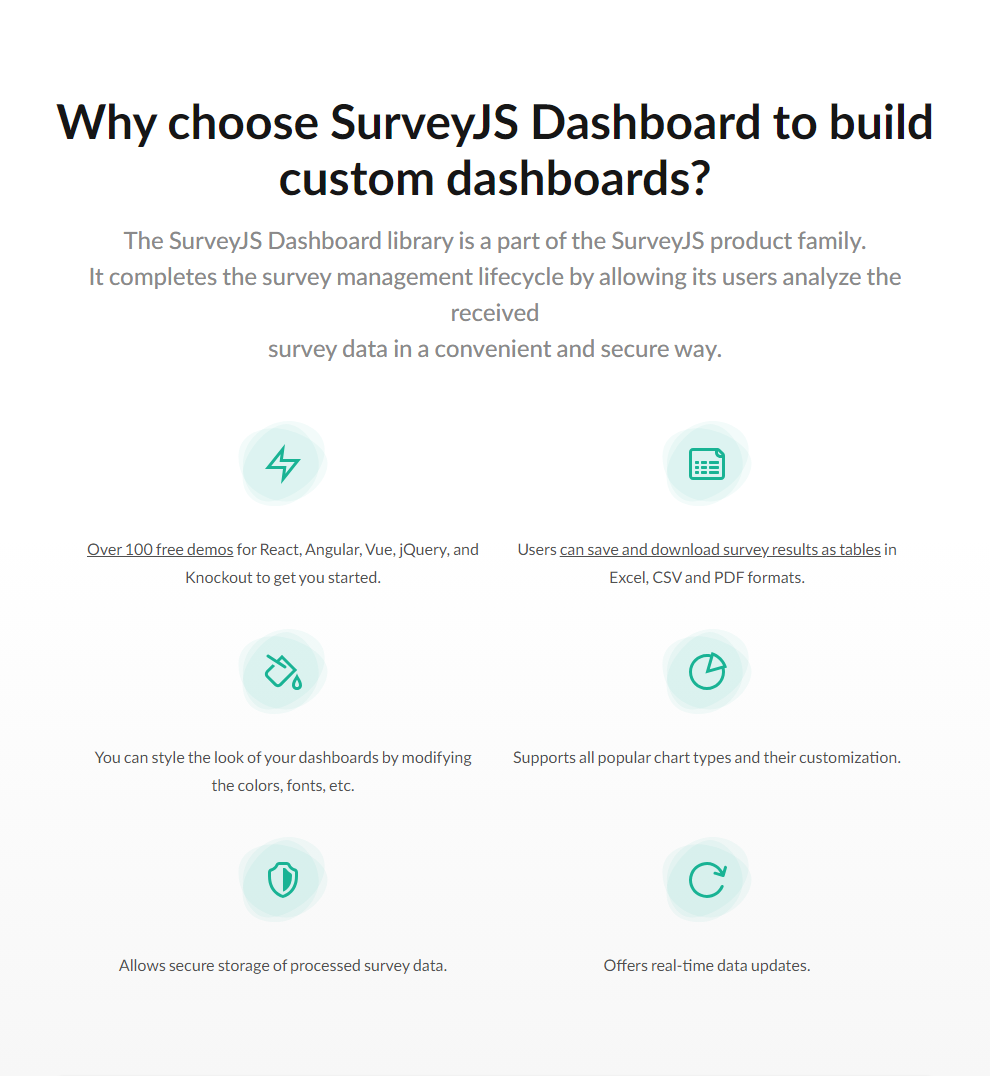 Why choose SurveyJS Dashboard to build
custom dashboards?
The SurveyJS Dashboard library is a part of the SurveyJS product family.
It completes the survey management lifecycle by allowing its users analyze the
received
survey data in a convenient and secure way.
Over 100 free demos for React, Angular, Vue, jQuery, and
Knockout to get you started.
Users can save and download survey results as tables in
Excel, CSV and PDF formats.
You can style the look of your dashboards by modifying
the colors, fonts, etc.
Supports all popular chart types and their customization.
Allows secure storage of processed survey data.
Offers real-time data updates.